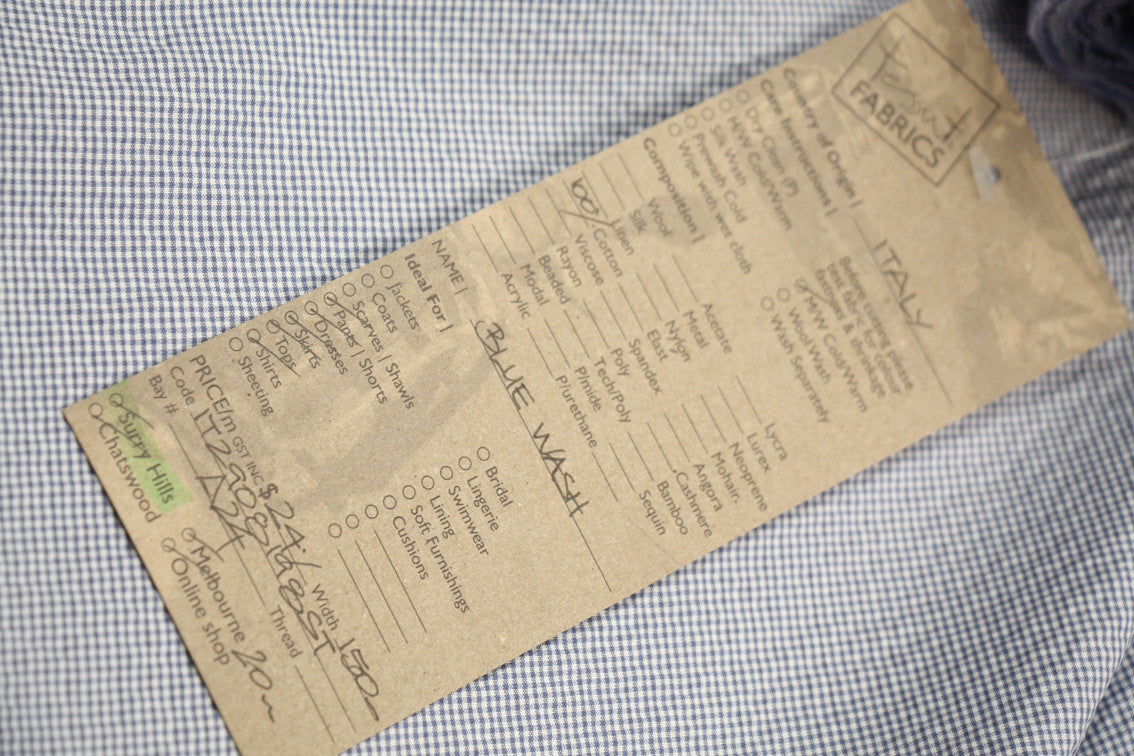 Tessuti
FABRICS
Country of Origin | ITALY
Care Instructions |
Before cutting please
test fabric for colour
fastness & shrinkage
Dry Clean (P)
H/W Cold/Warm
Silk Wash
Prewash Cold
Wipe with wet cloth
M/W Cold/Warm
Wool Wash
Wash Separately
Composition |
Wool
Silk
Linen
100% Cotton
Viscose
Rayon
Beaded
Modal
Acrylic
Acetate
Metal
Nylon
Elast
Spandex
Poly
Tech/Poly
P/mide
P/urethane
Lycra
Lurex
Neoprene
Mohair
Angora
Cashmere
Bamboo
Sequin
NAME | BLUE WASH
Ideal For |
Jackets
Coats
Scarves | Shawls
Pants | Shorts
Dresses
Skirts
Tops
Shirts
Sheeting
Bridal
Lingerie
Swimwear
Lining
Soft Furnishings
Cushions
PRICE/m GST INC $24/ Width 150
Code
Bay # A24 Thread
Surry Hills
Chatswood
Melbourne 20m
Online shop